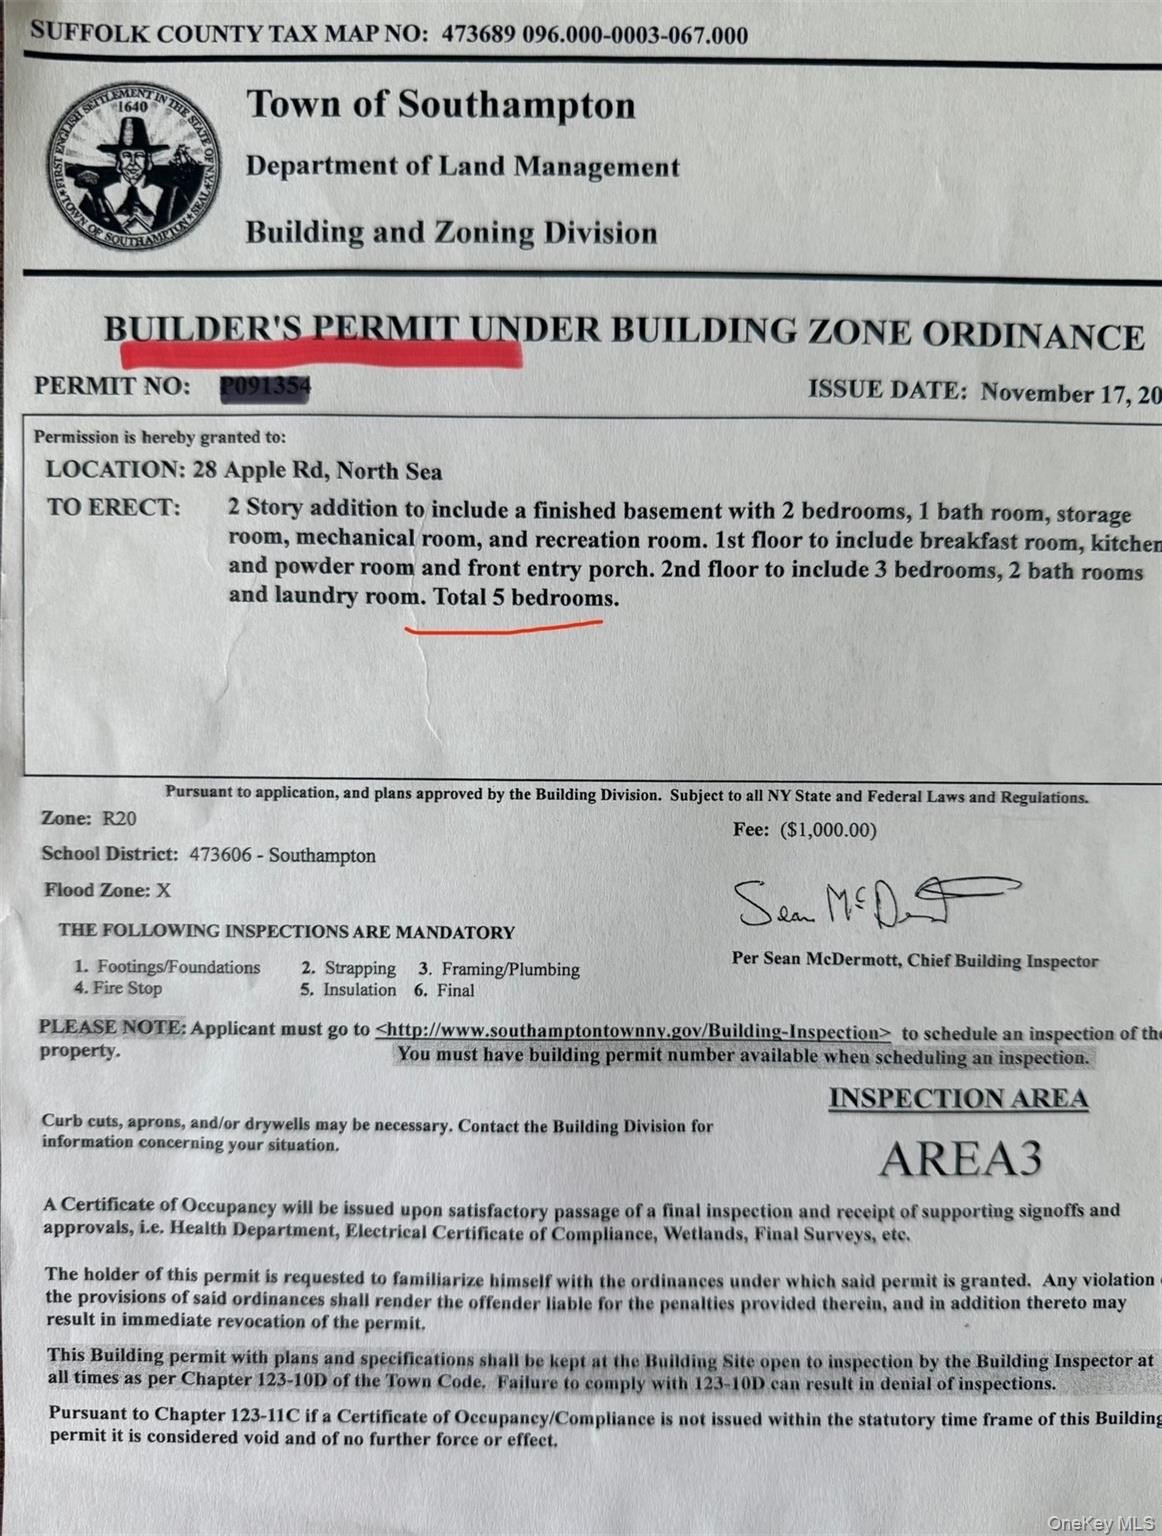 SUFFOLK COUNTY TAX MAP NO: 473689 096.000-0003-067.000
FIRST ENGLISH SETTLEMENT IN THE STATE OF N.Y.
1640
TOWN OF SOUTHAMPTON SEAL
Town of Southampton
Department of Land Management
Building and Zoning Division
BUILDER'S PERMIT UNDER BUILDING ZONE ORDINANCE
PERMIT NO: P091354
ISSUE DATE: November 17, 20
Permission is hereby granted to:
LOCATION: 28 Apple Rd, North Sea
TO ERECT: 2 Story addition to include a finished basement with 2 bedrooms, 1 bath room, storage
room, mechanical room, and recreation room. 1st floor to include breakfast room, kitchen
and powder room and front entry porch. 2nd floor to include 3 bedrooms, 2 bath rooms
and laundry room. Total 5 bedrooms.
Pursuant to application, and plans approved by the Building Division. Subject to all NY State and Federal Laws and Regulations.
Zone: R20
Fee: ($1,000.00)
School District: 473606 - Southampton
Flood Zone: X
Sean McDermott
THE FOLLOWING INSPECTIONS ARE MANDATORY
Per Sean McDermott, Chief Building Inspector
1. Footings/Foundations 2. Strapping 3. Framing/Plumbing
4. Fire Stop 5. Insulation 6. Final
PLEASE NOTE: Applicant must go to <http://www.southamptontownny.gov/Building-Inspection> to schedule an inspection of the
property. You must have building permit number available when scheduling an inspection.
INSPECTION AREA
Curb cuts, aprons, and/or drywells may be necessary. Contact the Building Division for
information concerning your situation.
AREA3
A Certificate of Occupancy will be issued upon satisfactory passage of a final inspection and receipt of supporting signoffs and
approvals, i.e. Health Department, Electrical Certificate of Compliance, Wetlands, Final Surveys, etc.
The holder of this permit is requested to familiarize himself with the ordinances under which said permit is granted. Any violation
the provisions of said ordinances shall render the offender liable for the penalties provided therein, and in addition thereto may
result in immediate revocation of the permit.
This Building permit with plans and specifications shall be kept at the Building Site open to inspection by the Building Inspector at
all times as per Chapter 123-10D of the Town Code. Failure to comply with 123-10D can result in denial of inspections.
Pursuant to Chapter 123-11C if a Certificate of Occupancy/Compliance is not issued within the statutory time frame of this Building
permit it is considered void and of no further force or effect.
OneKey MLS